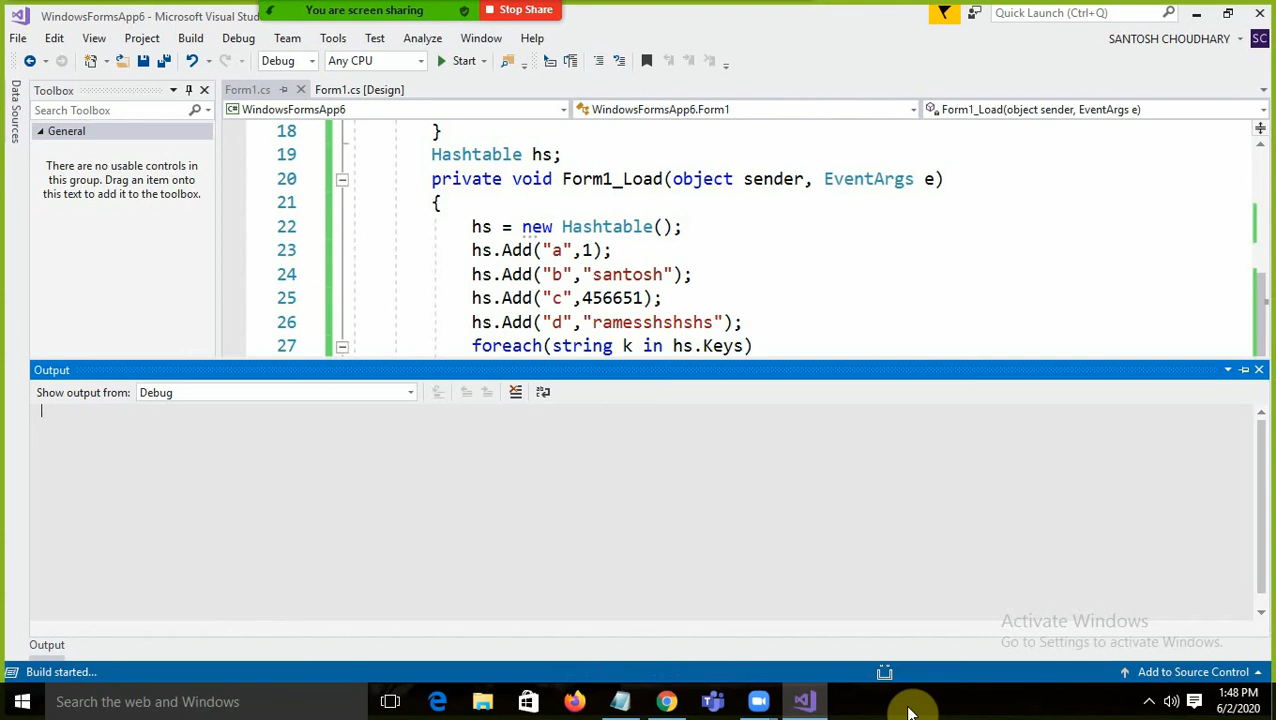 WindowsFormsApp6 - Microsoft Visual Stud
You are screen sharing
Stop Share
Quick Launch (Ctrl+Q)
File Edit View Project Build Debug Team Tools Test Analyze Window Help
SANTOSH CHOUDHARY
SC
Debug
Any CPU
Start
Data Sources
Toolbox
Form1.cs
Form1.cs [Design]
Search Toolbox
WindowsFormsApp6
WindowsFormsApp6.Form1
Form1_Load(object sender, EventArgs e)
General
There are no usable controls in
this group. Drag an item onto
this text to add it to the toolbox.
18 }
19 Hashtable hs;
20 private void Form1_Load(object sender, EventArgs e)
21 {
22 hs = new Hashtable();
23 hs.Add("a",1);
24 hs.Add("b","santosh");
25 hs.Add("c",456651);
26 hs.Add("d","ramesshshshs");
27 foreach(string k in hs.Keys)
Output
Show output from: Debug
Activate Windows
Go to Settings to activate Windows.
Output
Build started...
Add to Source Control
Search the web and Windows
1:48 PM
6/2/2020